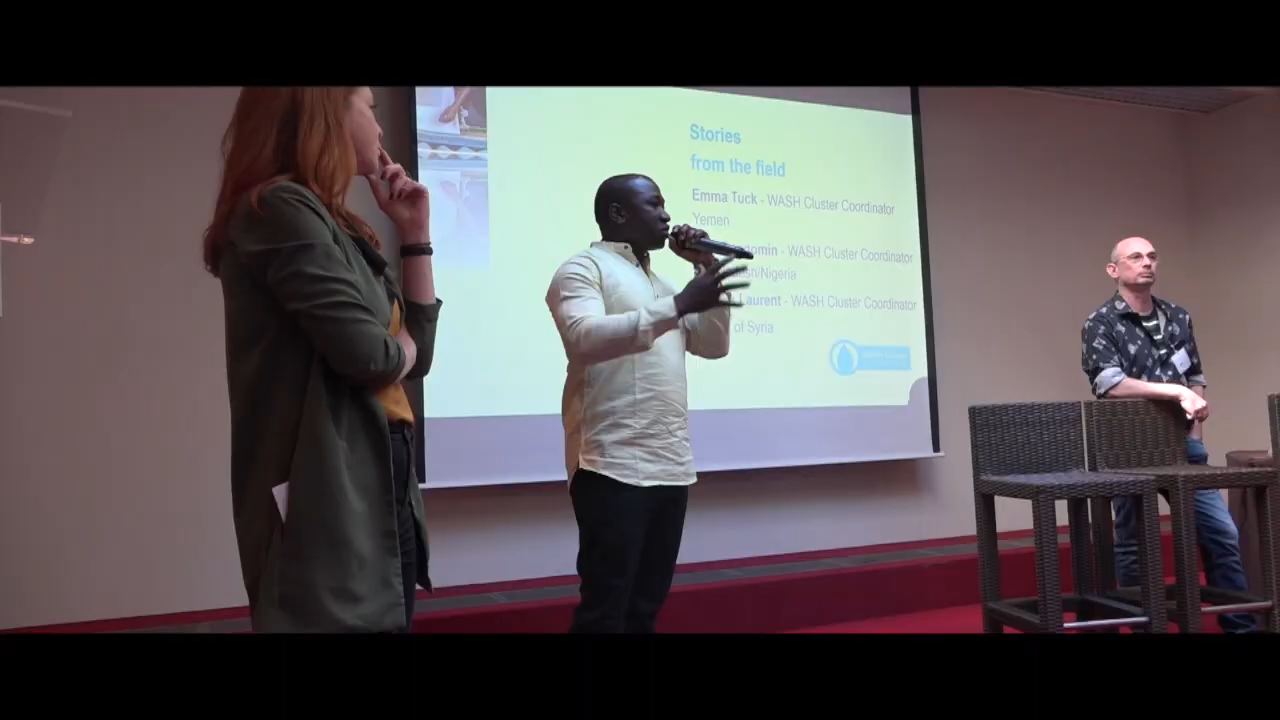 Stories
from the field
Emma Tuck - WASH Cluster Coordinator
Yemen
- WASH Cluster Coordinator
/Nigeria
Laurent - WASH Cluster Coordinator
of Syria